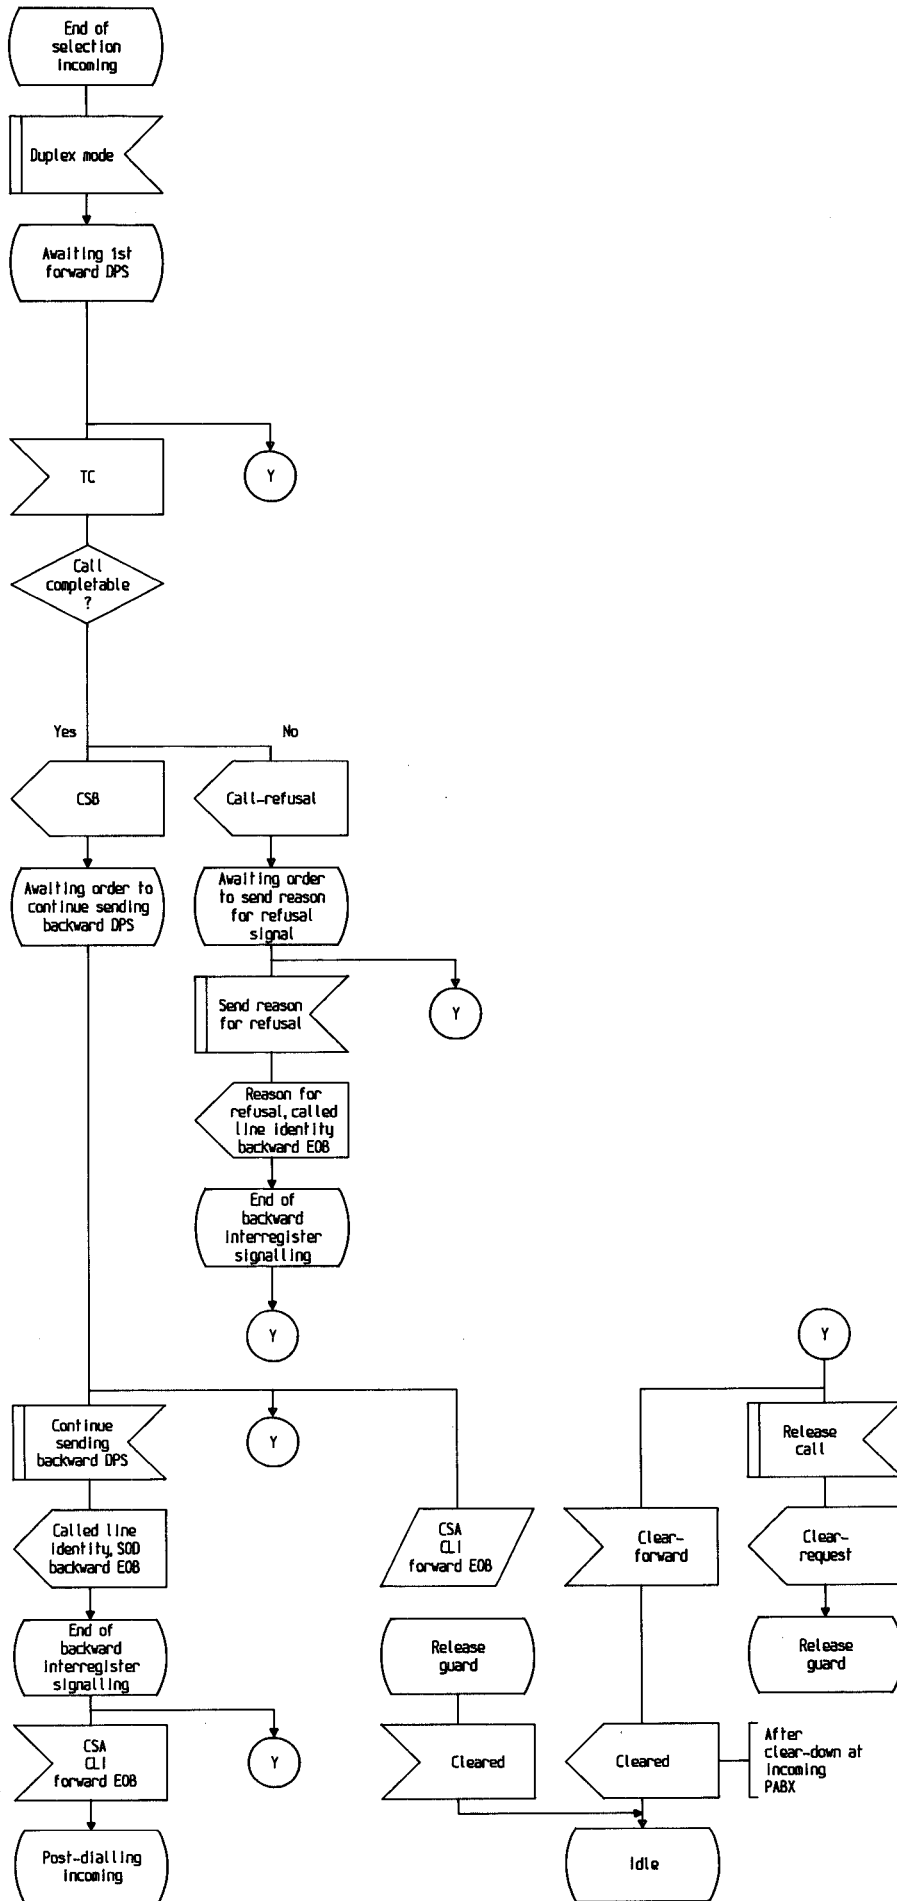 End of
selection
incoming
Duplex mode
Awaiting 1st
forward DPS
TC
Y
Call
completable
?
Yes
No
CSB
Call-refusal
Awaiting order to
continue sending
backward DPS
Awaiting order
to send reason
for refusal
signal
Send reason
for refusal
Y
Reason for
refusal, called
line identity
backward EOB
End of
backward
interregister
signalling
Y
Y
Continue
sending
backward DPS
Y
Release
call
Called line
identity, SOD
backward EOB
CSA
CLI
forward EOB
Clear-
forward
Clear-
request
End of
backward
interregister
signalling
Release
guard
Release
guard
CSA
CLI
forward EOB
Y
Cleared
Cleared
After
clear-down at
incoming
PABX
Post-dialling
incoming
Idle